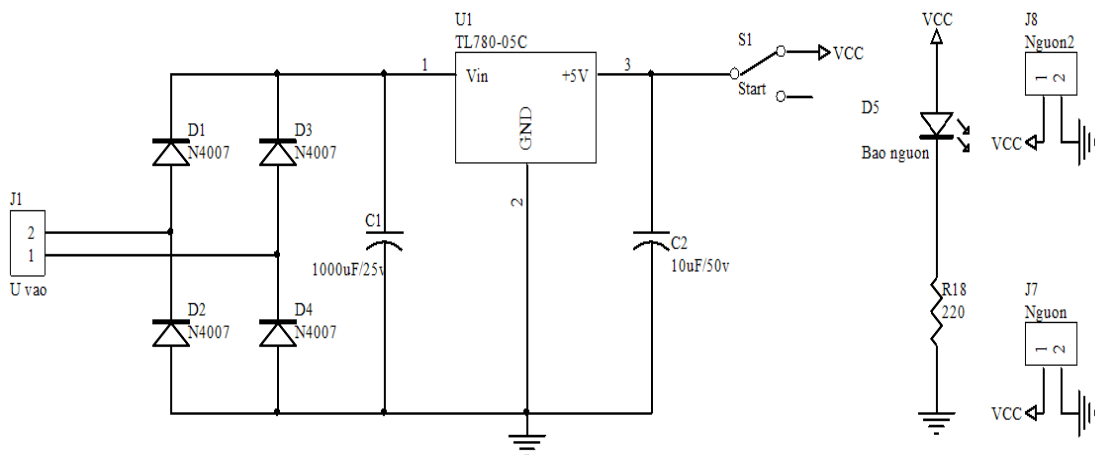 U1
TL780-05C
1
Vin
+5V
3
GND
2
S1
VCC
Start
VCC
D5
Bao nguon
R18
220
J8
Nguon2
1
2
VCC
J7
Nguon
1
2
VCC
D1
N4007
D3
N4007
J1
2
1
U vao
D2
N4007
D4
N4007
C1
1000uF/25v
C2
10uF/50v